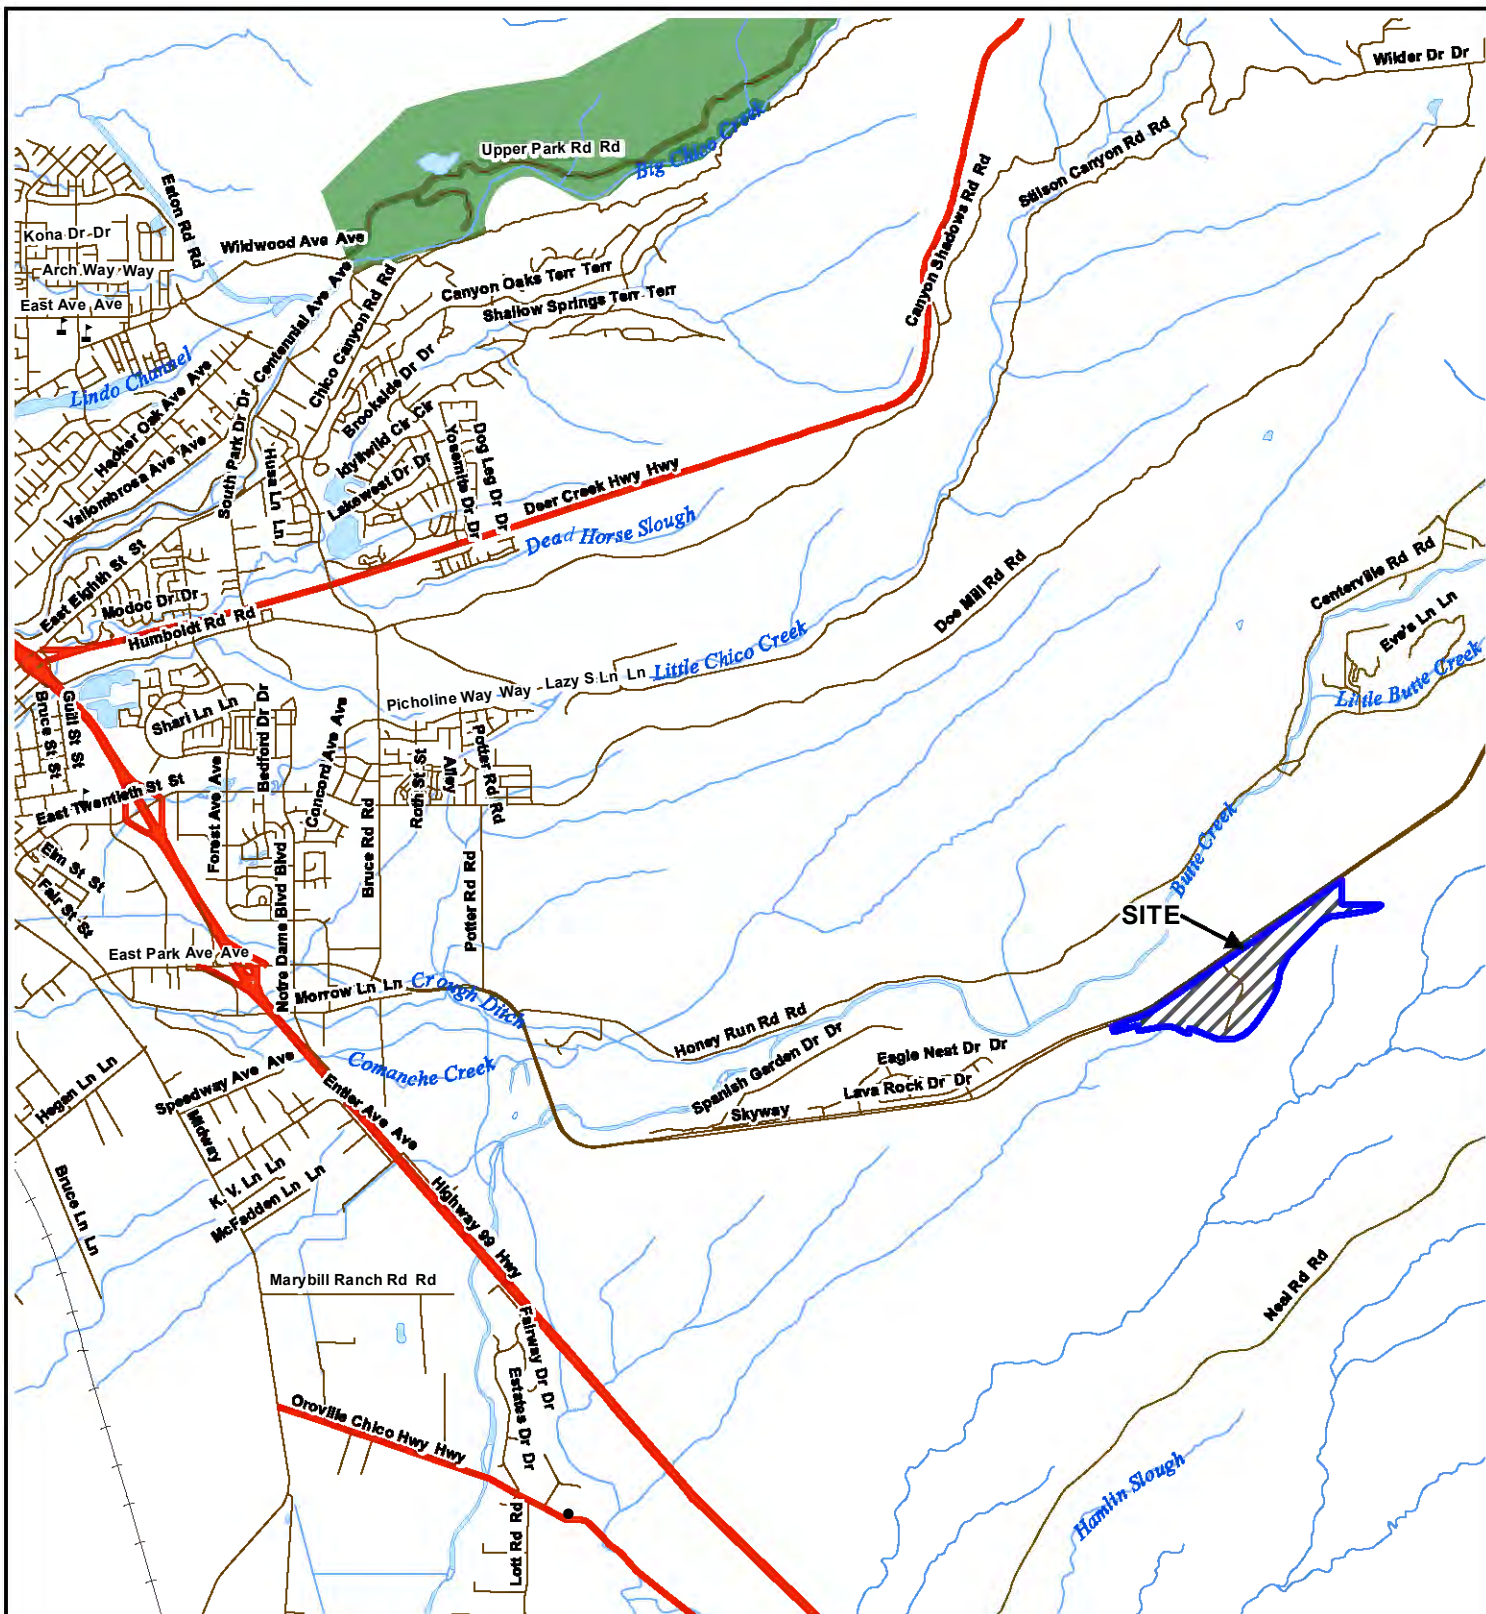 Wilder Dr Dr
Upper Park Rd Rd
Big Chico Creek
Stilson Canyon Rd Rd
Eaton Rd Rd
Kona Dr Dr
Wildwood Ave Ave
Arch Way Way
Canyon Oaks Terr Terr
East Ave Ave
Shallow Springs Terr Terr
Canyon Shadows Rd Rd
Centennial Ave Ave
Chico Canyon Rd Rd
Lindo Channel
Brookside Dr Dr
Hooker Oak Ave Ave
South Park Dr Dr
Idyllwild Cir Cir
Vallombrosa Ave Ave
Husa Ln Ln
Lakewest Dr Dr
Yosemite Dr Dr
Dog Leg Dr Dr
Deer Creek Hwy Hwy
Dead Horse Slough
East Eighth St St
Modoc Dr Dr
Humboldt Rd Rd
Doe Mill Rd Rd
Centerville Rd Rd
Eve's Ln Ln
Little Chico Creek
Little Butte Creek
Picholine Way Way
Lazy S Ln Ln
Bruce St St
Guill St St
Shari Ln Ln
Bedford Dr Dr
Concord Ave Ave
Potter Rd Rd
Roth St St
Alley
East Twentieth St St
Forest Ave Ave
Bruce Rd Rd
Butte Creek
Elm St St
Fair St St
Notre Dame Blvd Blvd
Potter Rd Rd
SITE
East Park Ave Ave
Morrow Ln Ln
Crough Ditch
Honey Run Rd Rd
Comanche Creek
Spanish Garden Dr Dr
Eagle Nest Dr Dr
Lava Rock Dr Dr
Skyway
Hegan Ln Ln
Speedway Ave Ave
Midway
Entler Ave Ave
Bruce Ln Ln
K. V. Ln Ln
McFadden Ln Ln
Highway 99 Hwy
Marybill Ranch Rd Rd
Neal Rd Rd
Fairway Dr Dr
Estates Dr Dr
Oroville Chico Hwy Hwy
Lott Rd Rd
Hamlin Slough